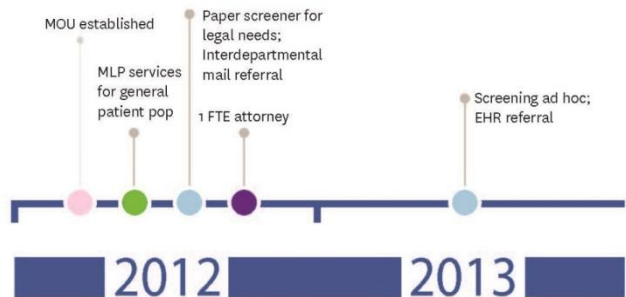 MOU established
MLP services
for general
patient pop
Paper screener for
legal needs;
Interdepartmental
mail referral
1 FTE attorney
Screening ad hoc;
EHR referral
2012
2013